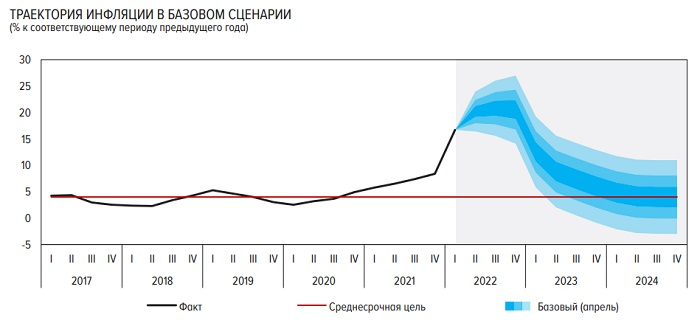 ТРАЕКТОРИЯ ИНФЛЯЦИИ В БАЗОВОМ СЦЕНАРИИ
(% к соответствующему периоду предыдущего года)
30
25
20
15
10
5
0
-5
I II III IV I II III IV I II III IV I II III IV I II III IV I II III IV I II III IV I II III IV
2017 2018 2019 2020 2021 2022 2023 2024
Факт Среднесрочная цель Базовый (апрель)